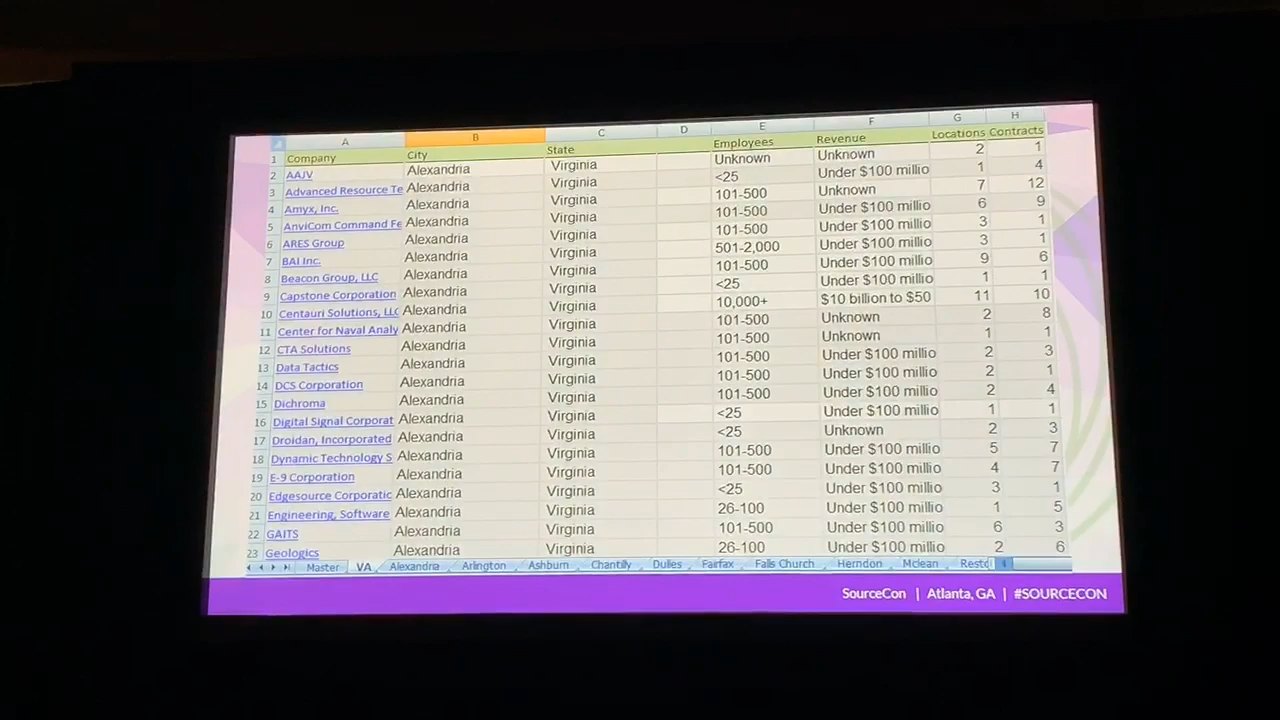 A B C D E F G H
1 Company City State Employees Revenue Locations Contracts
2 AAJV Alexandria Virginia Unknown Unknown 2 1
3 Advanced Resource Te Alexandria Virginia <25 Under $100 millio 1 4
4 Amyx, Inc. Alexandria Virginia 101-500 Unknown 7 12
5 AnviCom Command Fe Alexandria Virginia 101-500 Under $100 millio 6 9
6 ARES Group Alexandria Virginia 101-500 Under $100 millio 3 1
7 BAI Inc. Alexandria Virginia 501-2,000 Under $100 millio 3 1
8 Beacon Group, LLC Alexandria Virginia 101-500 Under $100 millio 9 6
9 Capstone Corporation Alexandria Virginia <25 Under $100 millio 1 1
10 Centauri Solutions, LLC Alexandria Virginia 10,000+ $10 billion to $50 11 10
11 Center for Naval Analy Alexandria Virginia 101-500 Unknown 2 8
12 CTA Solutions Alexandria Virginia 101-500 Unknown 1 1
13 Data Tactics Alexandria Virginia 101-500 Under $100 millio 2 3
14 DCS Corporation Alexandria Virginia 101-500 Under $100 millio 2 1
15 Dichroma Alexandria Virginia 101-500 Under $100 millio 2 4
16 Digital Signal Corporat Alexandria Virginia <25 Under $100 millio 1 1
17 Droidan, Incorporated Alexandria Virginia <25 Unknown 2 3
18 Dynamic Technology S Alexandria Virginia 101-500 Under $100 millio 5 7
19 E-9 Corporation Alexandria Virginia 101-500 Under $100 millio 4 7
20 Edgesource Corporatic Alexandria Virginia <25 Under $100 millio 3 1
21 Engineering, Software Alexandria Virginia 26-100 Under $100 millio 1 5
22 GAITS Alexandria Virginia 101-500 Under $100 millio 6 3
23 Geologics Alexandria Virginia 26-100 Under $100 millio 2 6
Master VA Alexandria Arlington Ashburn Chantilly Dulles Fairfax Falls Church Herndon Mclean Resto
SourceCon | Atlanta, GA | #SOURCECON